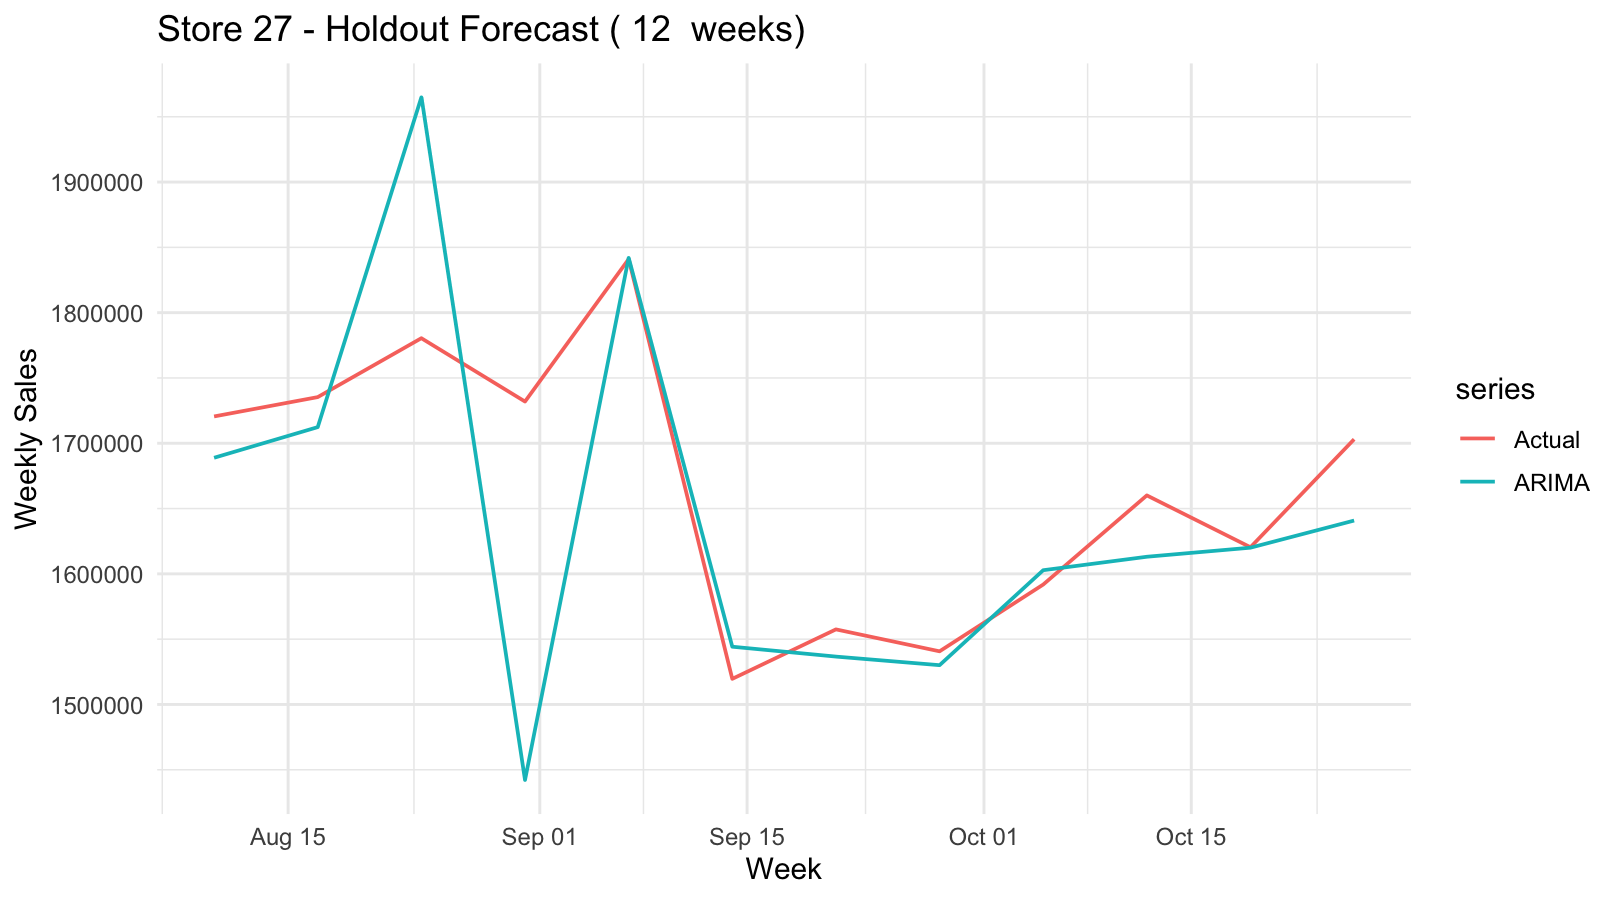 Store 27 - Holdout Forecast ( 12  weeks)
Weekly Sales
1900000
1800000
1700000
1600000
1500000
Aug 15
Sep 01
Sep 15
Oct 01
Oct 15
Week
series
Actual
ARIMA